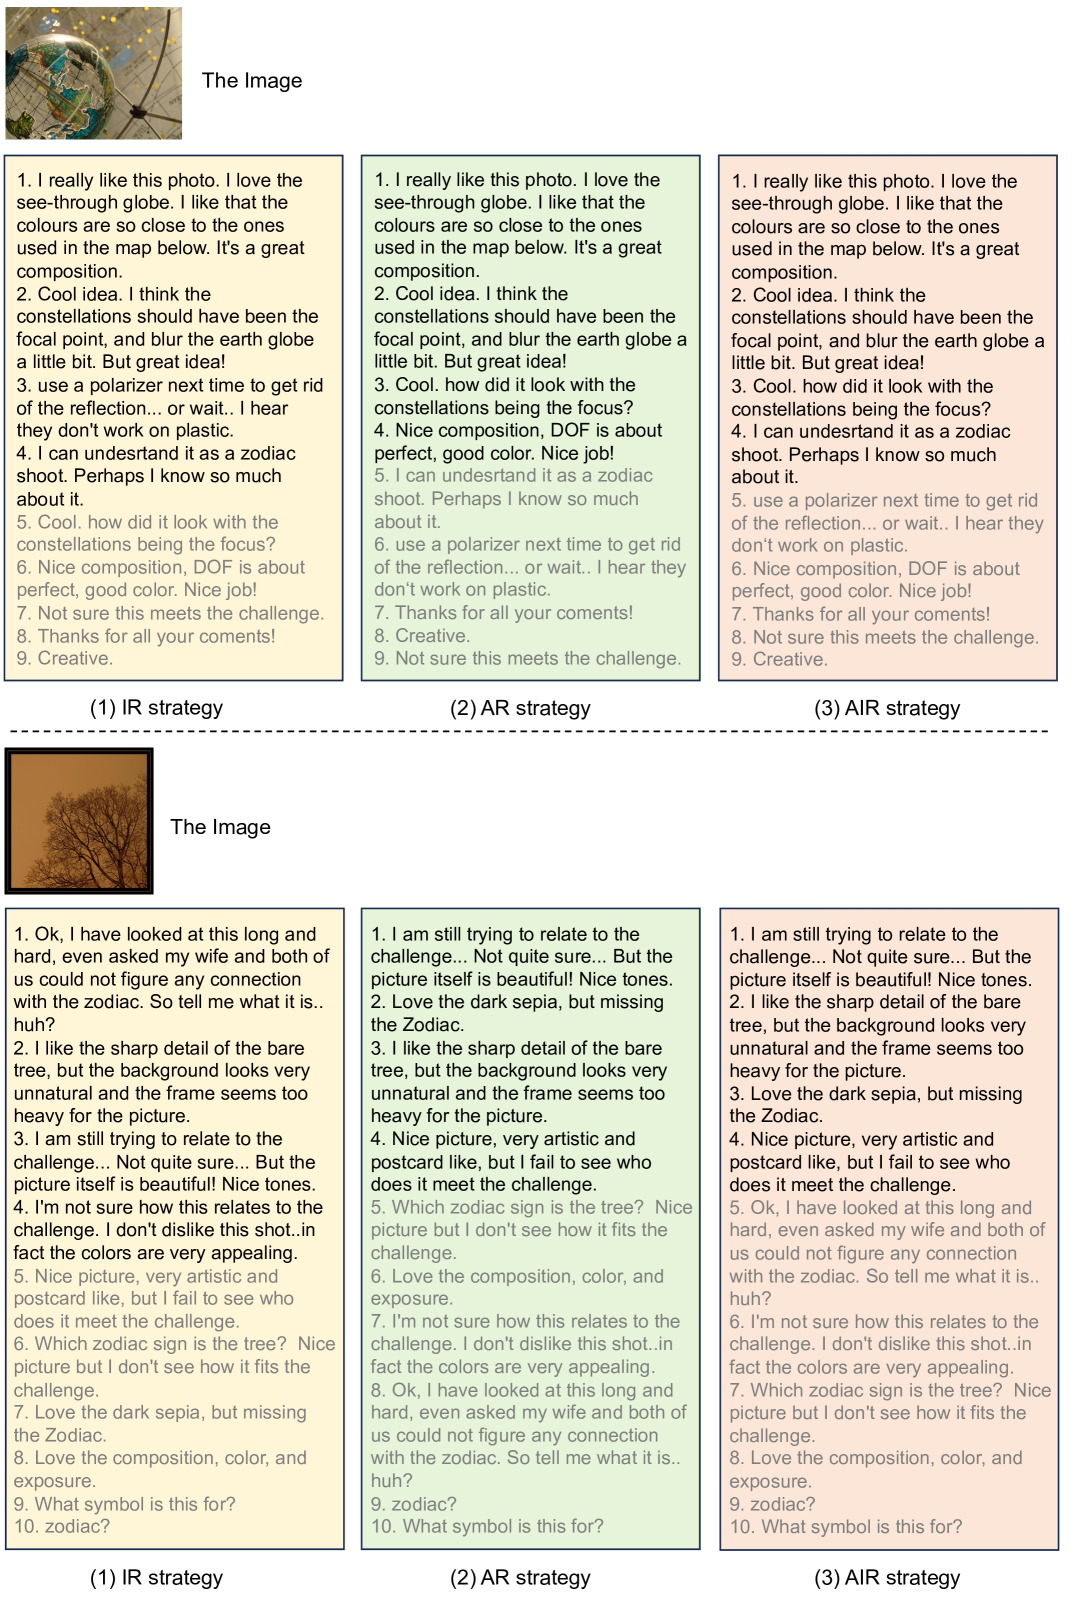 The Image
1. I really like this photo. I love the
see-through globe. I like that the
colours are so close to the ones
used in the map below. It's a great
composition.
2. Cool idea. I think the
constellations should have been the
focal point, and blur the earth globe
a little bit. But great idea!
3. use a polarizer next time to get rid
of the reflection... or wait.. I hear
they don't work on plastic.
4. I can undesrtand it as a zodiac
shoot. Perhaps I know so much
about it.
5. Cool. how did it look with the
constellations being the focus?
6. Nice composition, DOF is about
perfect, good color. Nice job!
7. Not sure this meets the challenge.
8. Thanks for all your coments!
9. Creative.
(1) IR strategy
1. I really like this photo. I love the
see-through globe. I like that the
colours are so close to the ones
used in the map below. It's a great
composition.
2. Cool idea. I think the
constellations should have been the
focal point, and blur the earth globe a
little bit. But great idea!
3. Cool. how did it look with the
constellations being the focus?
4. Nice composition, DOF is about
perfect, good color. Nice job!
5. I can undesrtand it as a zodiac
shoot. Perhaps I know so much
about it.
6. use a polarizer next time to get rid
of the reflection... or wait.. I hear they
don't work on plastic.
7. Thanks for all your coments!
8. Creative.
9. Not sure this meets the challenge.
(2) AR strategy
1. I really like this photo. I love the
see-through globe. I like that the
colours are so close to the ones
used in the map below. It's a great
composition.
2. Cool idea. I think the
constellations should have been the
focal point, and blur the earth globe a
little bit. But great idea!
3. Cool. how did it look with the
constellations being the focus?
4. I can undesrtand it as a zodiac
shoot. Perhaps I know so much
about it.
5. use a polarizer next time to get rid
of the reflection... or wait.. I hear they
don‘t work on plastic.
6. Nice composition, DOF is about
perfect, good color. Nice job!
7. Thanks for all your coments!
8. Not sure this meets the challenge.
9. Creative.
(3) AIR strategy
The Image
1. Ok, I have looked at this long and
hard, even asked my wife and both of
us could not figure any connection
with the zodiac. So tell me what it is..
huh?
2. I like the sharp detail of the bare
tree, but the background looks very
unnatural and the frame seems too
heavy for the picture.
3. I am still trying to relate to the
challenge... Not quite sure... But the
picture itself is beautiful! Nice tones.
4. I'm not sure how this relates to the
challenge. I don't dislike this shot..in
fact the colors are very appealing.
5. Nice picture, very artistic and
postcard like, but I fail to see who
does it meet the challenge.
6. Which zodiac sign is the tree? Nice
picture but I don't see how it fits the
challenge.
7. Love the dark sepia, but missing
the Zodiac.
8. Love the composition, color, and
exposure.
9. What symbol is this for?
10. zodiac?
(1) IR strategy
1. I am still trying to relate to the
challenge... Not quite sure... But the
picture itself is beautiful! Nice tones.
2. Love the dark sepia, but missing
the Zodiac.
3. I like the sharp detail of the bare
tree, but the background looks very
unnatural and the frame seems too
heavy for the picture.
4. Nice picture, very artistic and
postcard like, but I fail to see who
does it meet the challenge.
5. Which zodiac sign is the tree? Nice
picture but I don't see how it fits the
challenge.
6. Love the composition, color, and
exposure.
7. I'm not sure how this relates to the
challenge. I don't dislike this shot..in
fact the colors are very appealing.
8. Ok, I have looked at this long and
hard, even asked my wife and both of
us could not figure any connection
with the zodiac. So tell me what it is..
huh?
9. zodiac?
10. What symbol is this for?
(2) AR strategy
1. I am still trying to relate to the
challenge... Not quite sure... But the
picture itself is beautiful! Nice tones.
2. I like the sharp detail of the bare
tree, but the background looks very
unnatural and the frame seems too
heavy for the picture.
3. Love the dark sepia, but missing
the Zodiac.
4. Nice picture, very artistic and
postcard like, but I fail to see who
does it meet the challenge.
5. Ok, I have looked at this long and
hard, even asked my wife and both of
us could not figure any connection
with the zodiac. So tell me what it is..
huh?
6. I'm not sure how this relates to the
challenge. I don't dislike this shot..in
fact the colors are very appealing.
7. Which zodiac sign is the tree? Nice
picture but I don't see how it fits the
challenge.
8. Love the composition, color, and
exposure.
9. zodiac?
10. What symbol is this for?
(3) AIR strategy